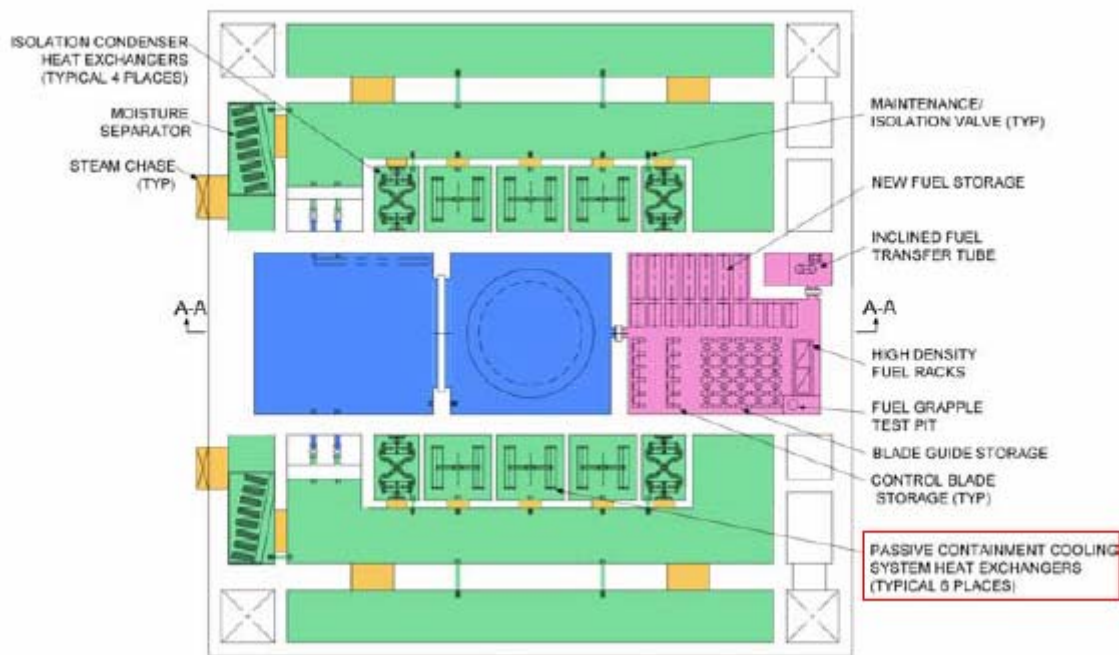 ISOLATION CONDENSER
HEAT EXCHANGERS
(TYPICAL 4 PLACES)
MOISTURE
SEPARATOR
STEAM CHASE
(TYP)
A-A
MAINTENANCE/
ISOLATION VALVE (TYP)
NEW FUEL STORAGE
INCLINED FUEL
TRANSFER TUBE
A-A
HIGH DENSITY
FUEL RACKS
FUEL GRAPPLE
TEST PIT
BLADE GUIDE STORAGE
CONTROL BLADE
STORAGE (TYP)
PASSIVE CONTAINMENT COOLING
SYSTEM HEAT EXCHANGERS
(TYPICAL 6 PLACES)